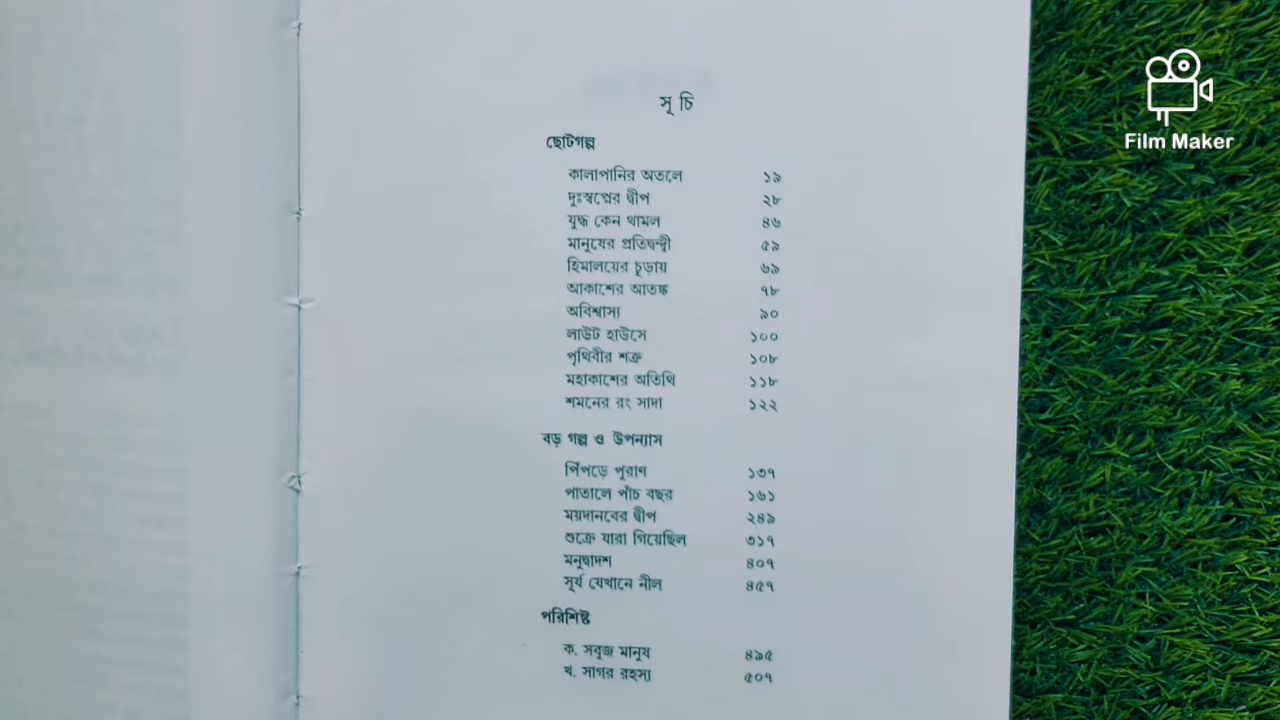 Film Maker
সূ চি
ছোটগল্প
কালাপানির অতলে ১৯
দুঃস্বপ্নের দ্বীপ ২৮
যুদ্ধ কেন থামল ৪৬
মানুষের প্রতিদ্বন্দ্বী ৫৯
হিমালয়ের চূড়ায় ৬৯
আকাশের আতঙ্ক ৭৮
অবিশ্বাস্য ৯০
লাউট হাউসে ১০০
পৃথিবীর শত্রু ১০৮
মহাকাশের অতিথি ১১৮
শমনের রং সাদা ১২২
বড় গল্প ও উপন্যাস
পিঁপড়ে পুরাণ ১৩৭
পাতালে পাঁচ বছর ১৬১
ময়দানবের দ্বীপ ২৪৯
শুক্রে যারা গিয়েছিল ৩১৭
মনুদ্বাদশ ৪০৭
সূর্য যেখানে নীল ৪৫৭
পরিশিষ্ট
ক. সবুজ মানুষ ৪৯৫
খ. সাগর রহস্য ৫০৭